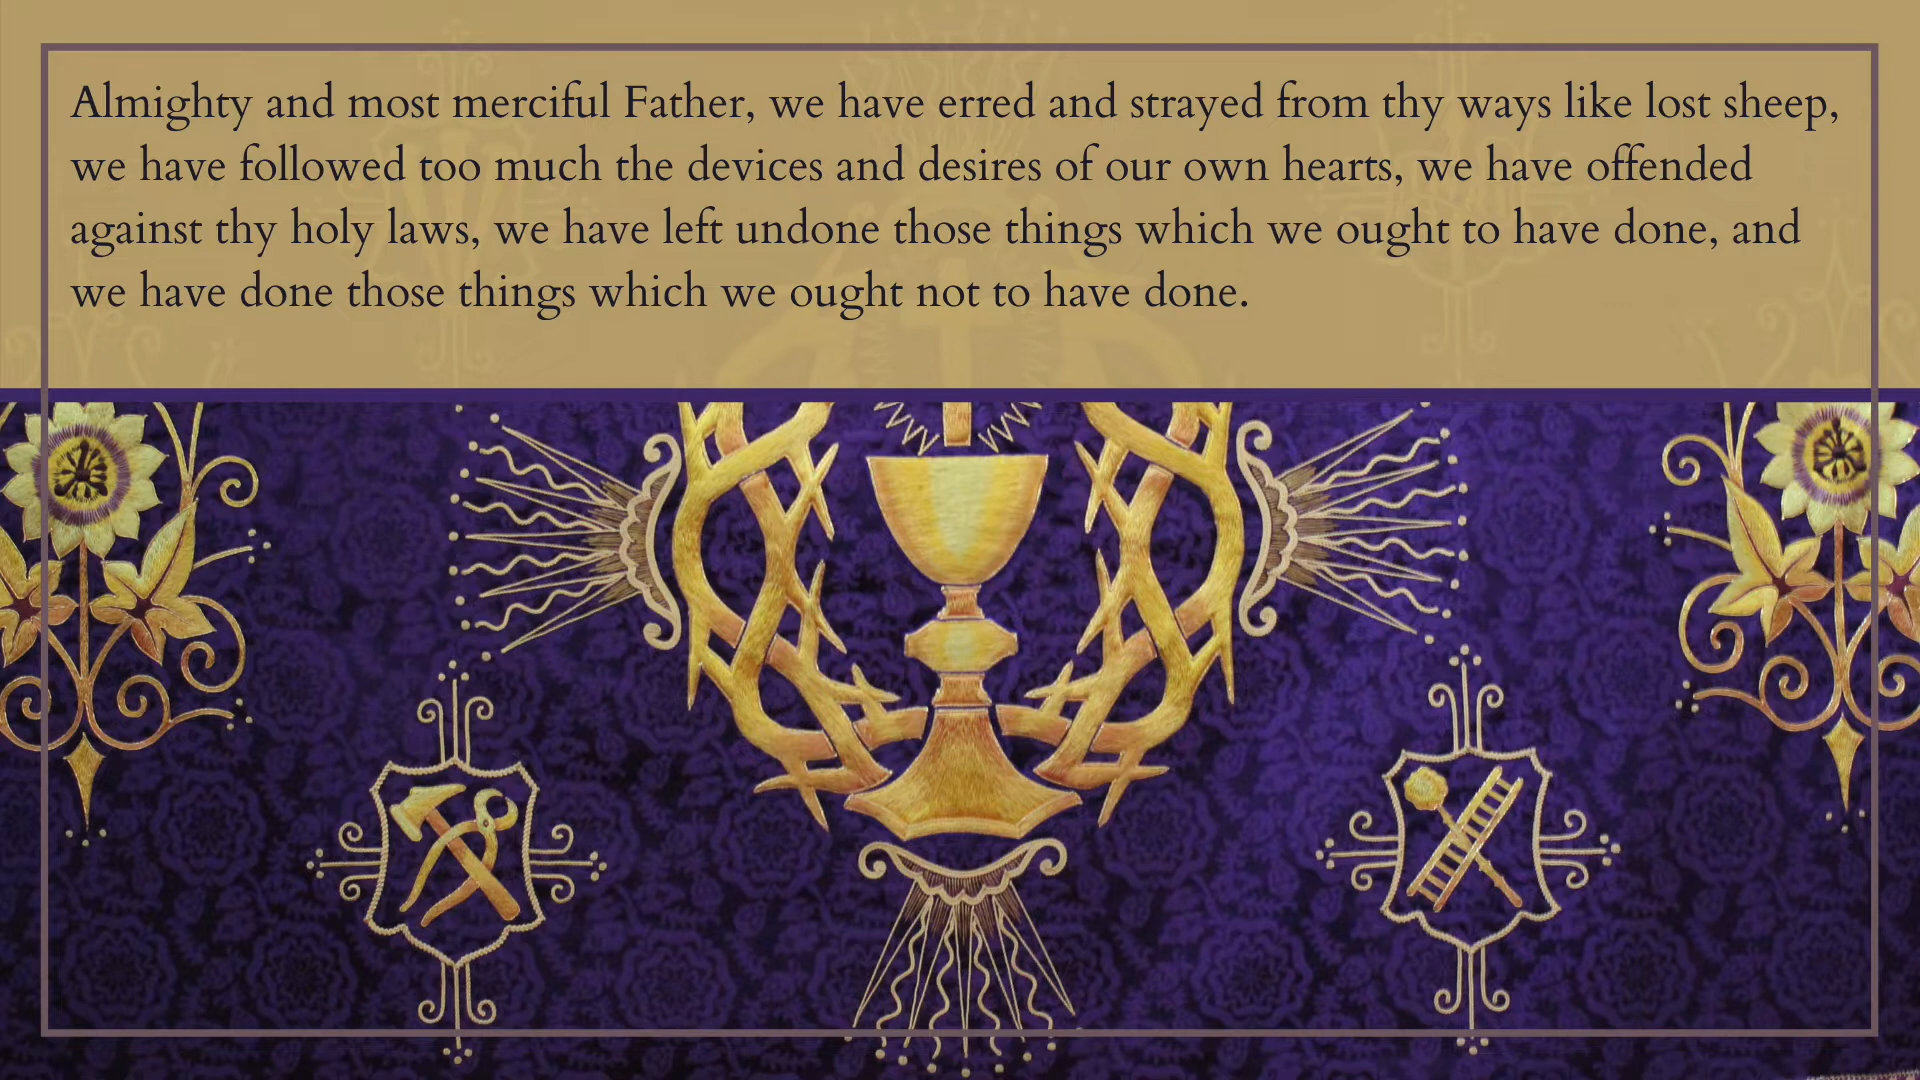 Almighty and most merciful Father, we have erred and strayed from thy ways like lost sheep,
we have followed too much the devices and desires of our own hearts, we have offended
against thy holy laws, we have left undone those things which we ought to have done, and
we have done those things which we ought not to have done.